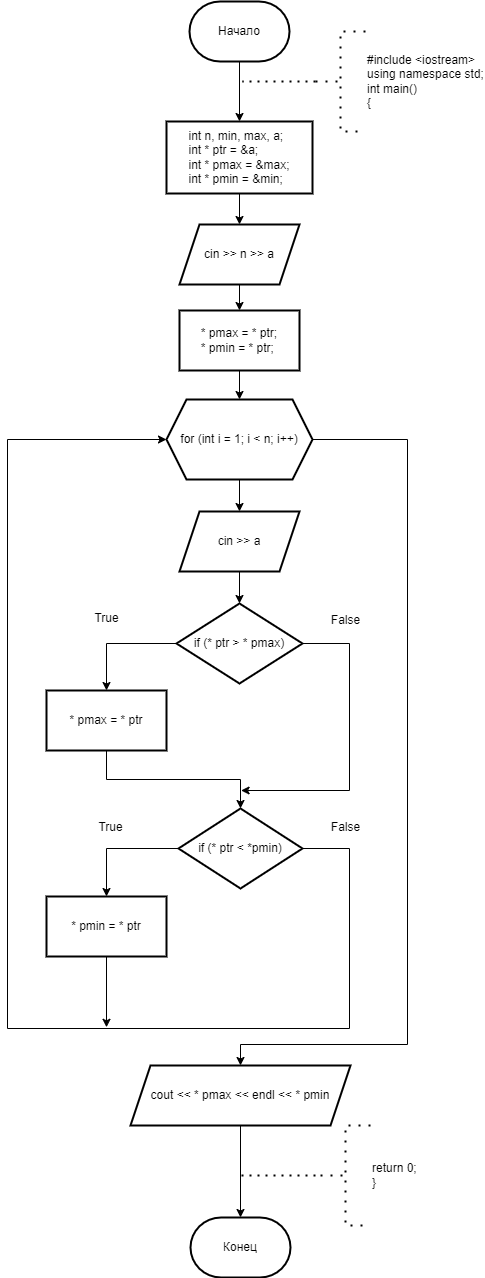 Начало
#include <iostream>
using namespace std;
int main()
{
int n, min, max, a;
int * ptr = &a;
int * pmax = &max;
int * pmin = &min;
cin >> n >> a
* pmax = * ptr;
* pmin = * ptr;
for (int i = 1; i < n; i++)
cin >> a
True
False
if (* ptr > * pmax)
* pmax = * ptr
True
False
if (* ptr < *pmin)
* pmin = * ptr
cout << * pmax << endl << * pmin
return 0;
}
Конец